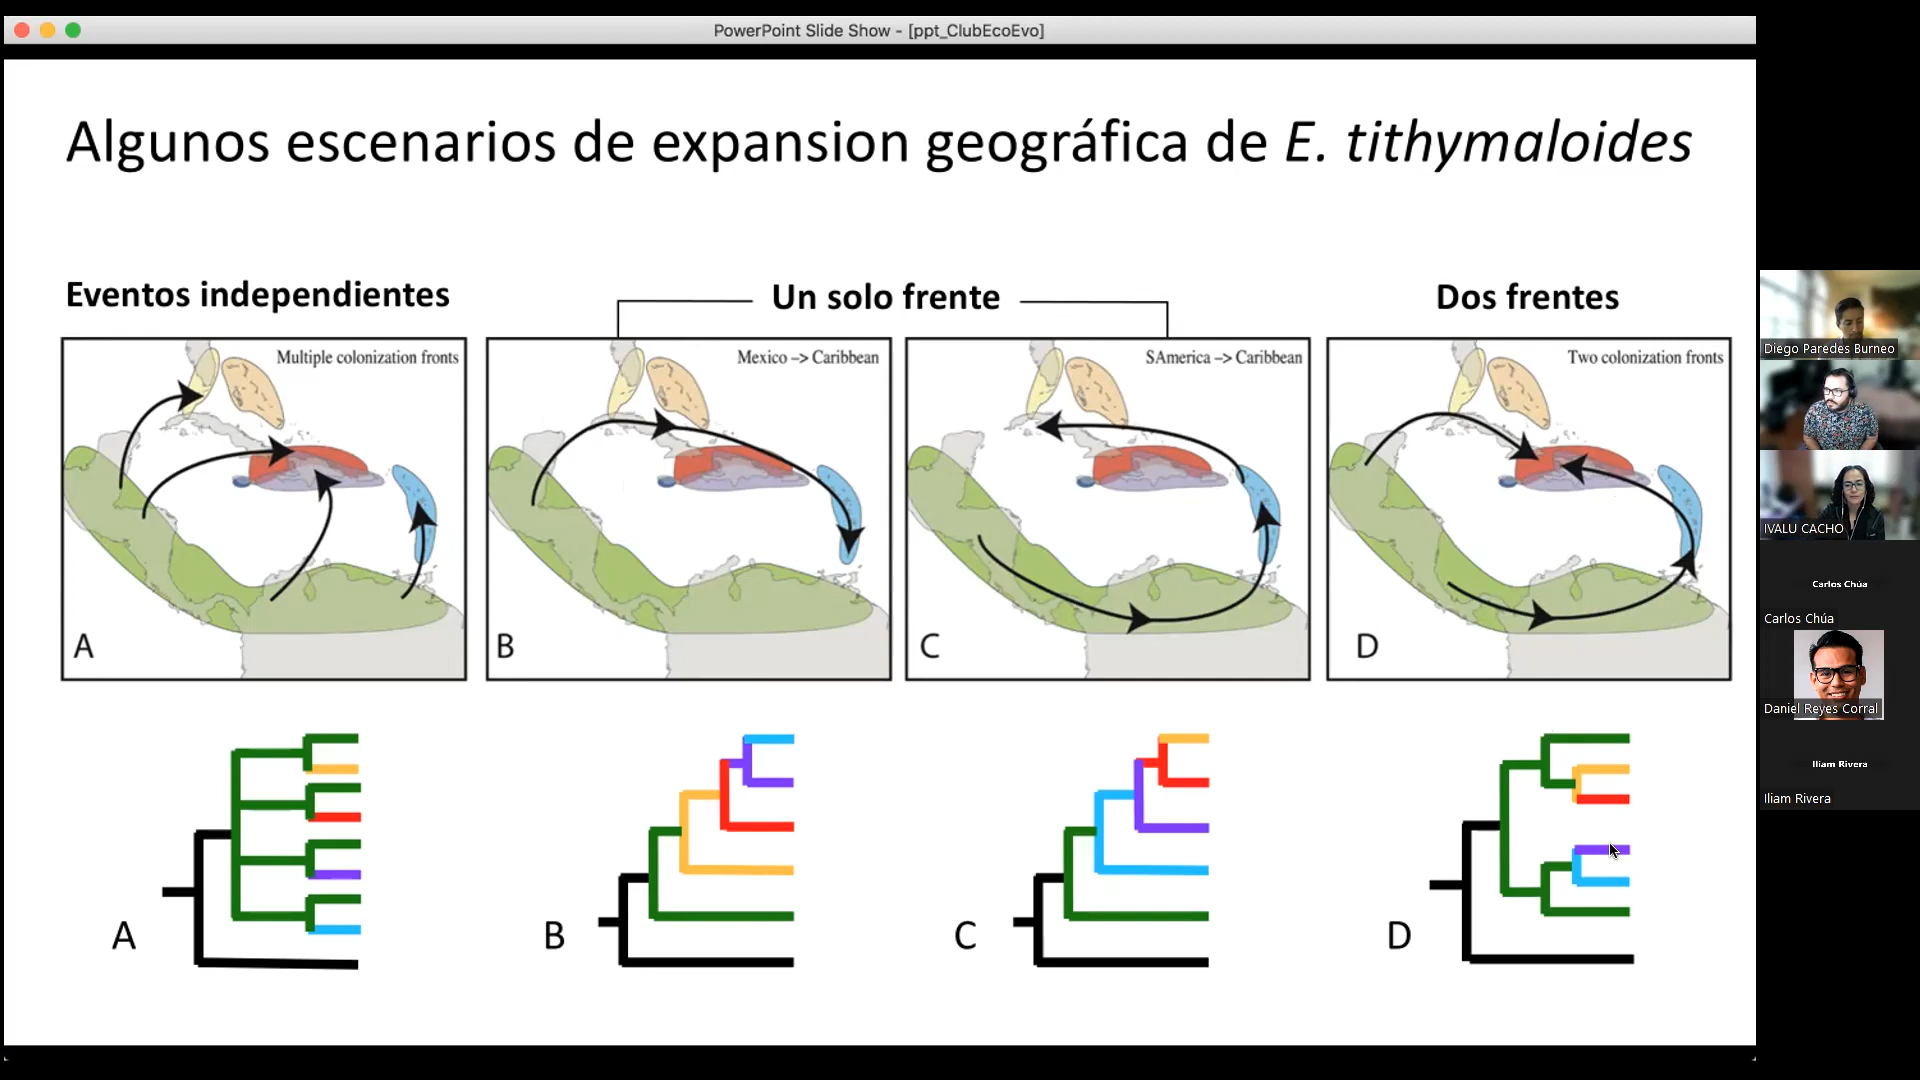 PowerPoint Slide Show - [ppt_ClubEcoEvo]
Algunos escenarios de expansion geográfica de E. tithymaloides
Eventos independientes
Un solo frente
Dos frentes
Multiple colonization fronts
A
Mexico –> Caribbean
B
SAmerica –> Caribbean
C
Two colonization fronts
D
A
B
C
D
Diego Paredes Burneo
IVALU CACHO
Carlos Chúa
Carlos Chúa
Daniel Reyes Corral
Iliam Rivera
Iliam Rivera